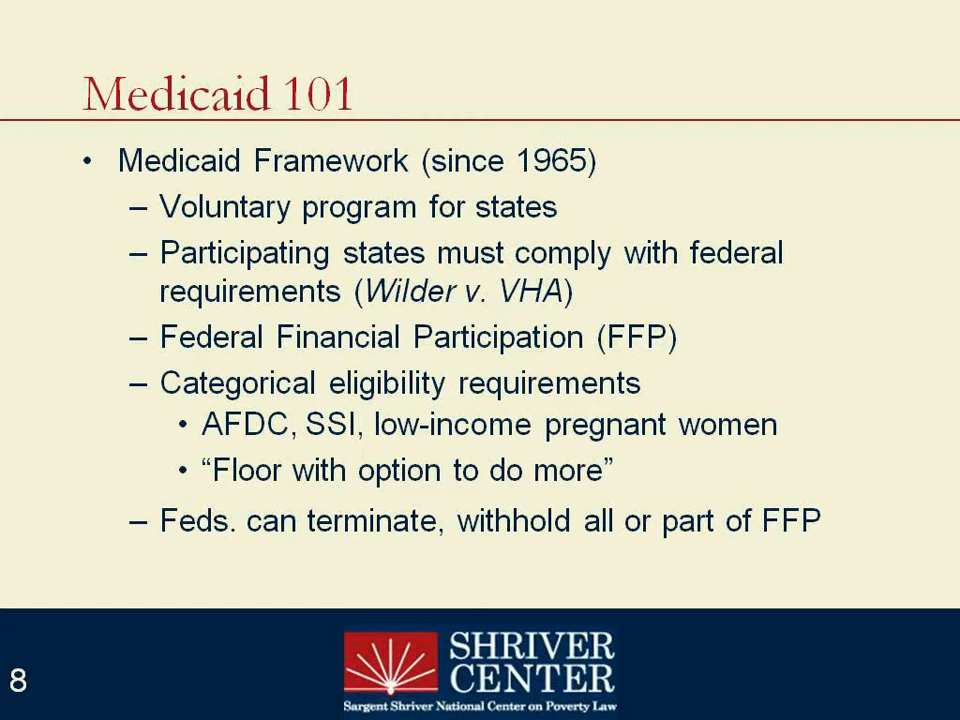 Medicaid 101
• Medicaid Framework (since 1965)
– Voluntary program for states
– Participating states must comply with federal
requirements (Wilder v. VHA)
– Federal Financial Participation (FFP)
– Categorical eligibility requirements
• AFDC, SSI, low-income pregnant women
• “Floor with option to do more”
– Feds. can terminate, withhold all or part of FFP
8
SHRIVER
CENTER
Sargent Shriver National Center on Poverty Law